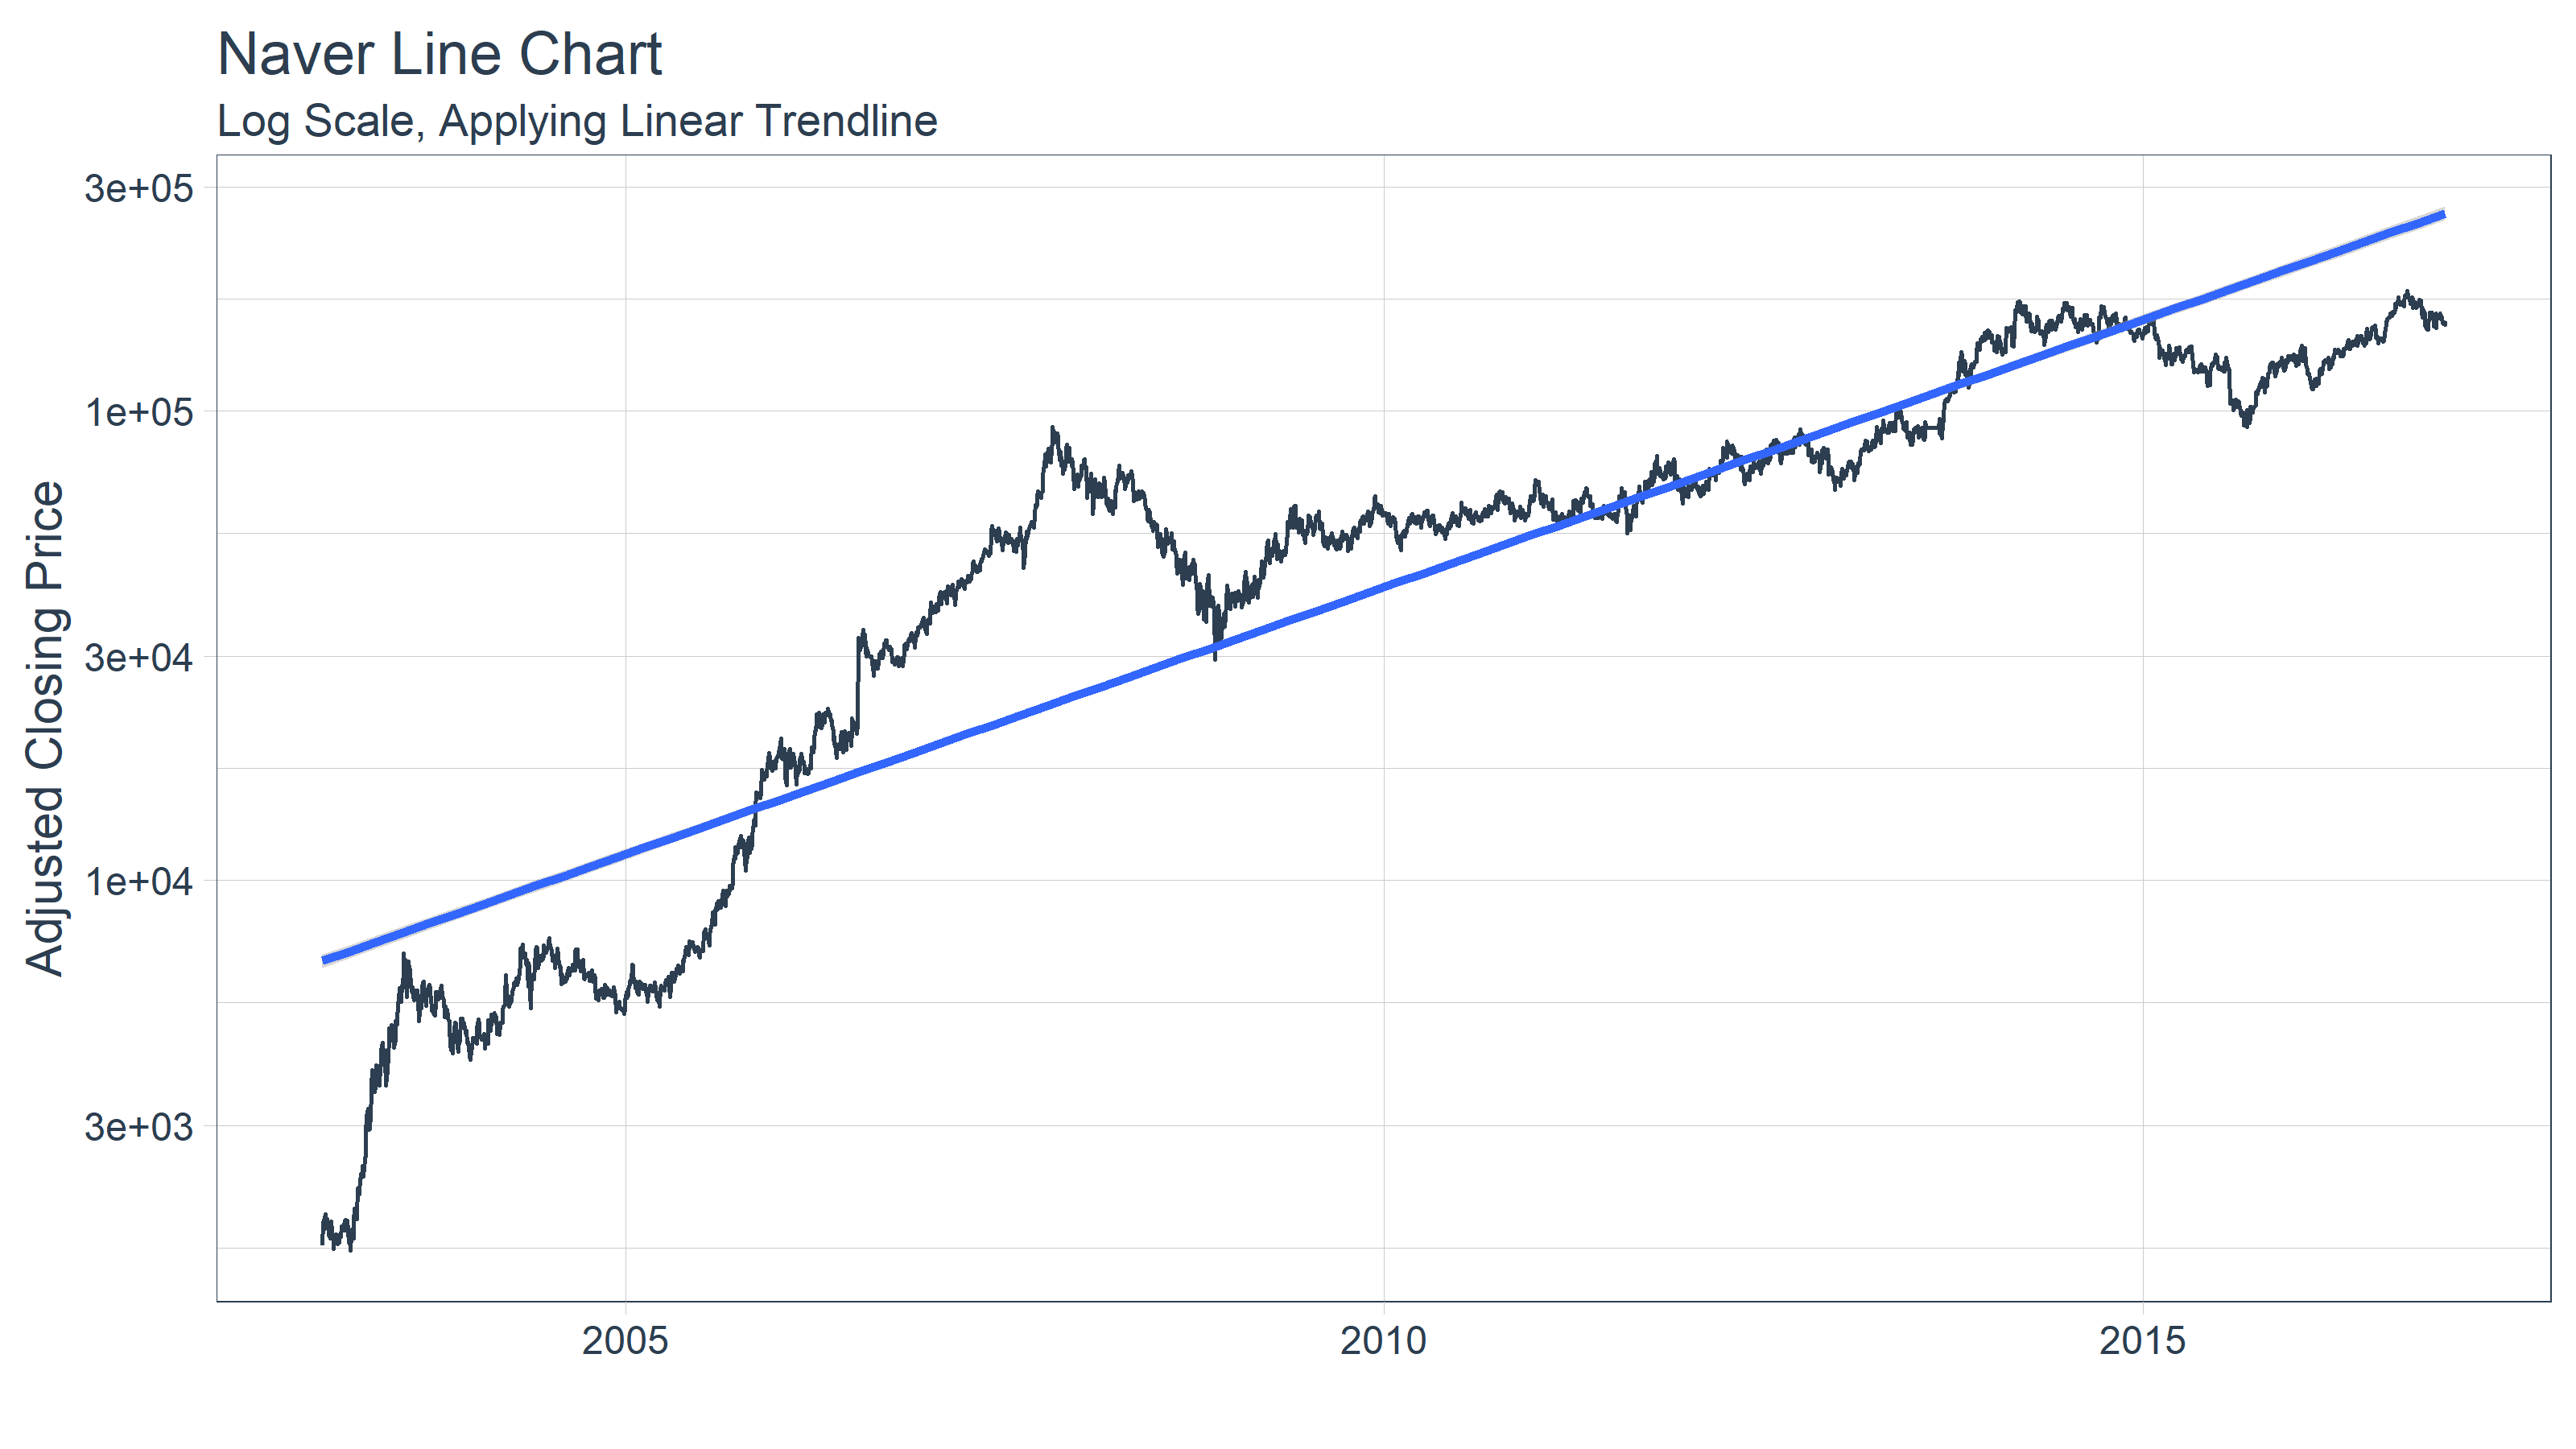 Naver Line Chart
Log Scale, Applying Linear Trendline
Adjusted Closing Price
3e+05
1e+05
3e+04
1e+04
3e+03
2005
2010
2015